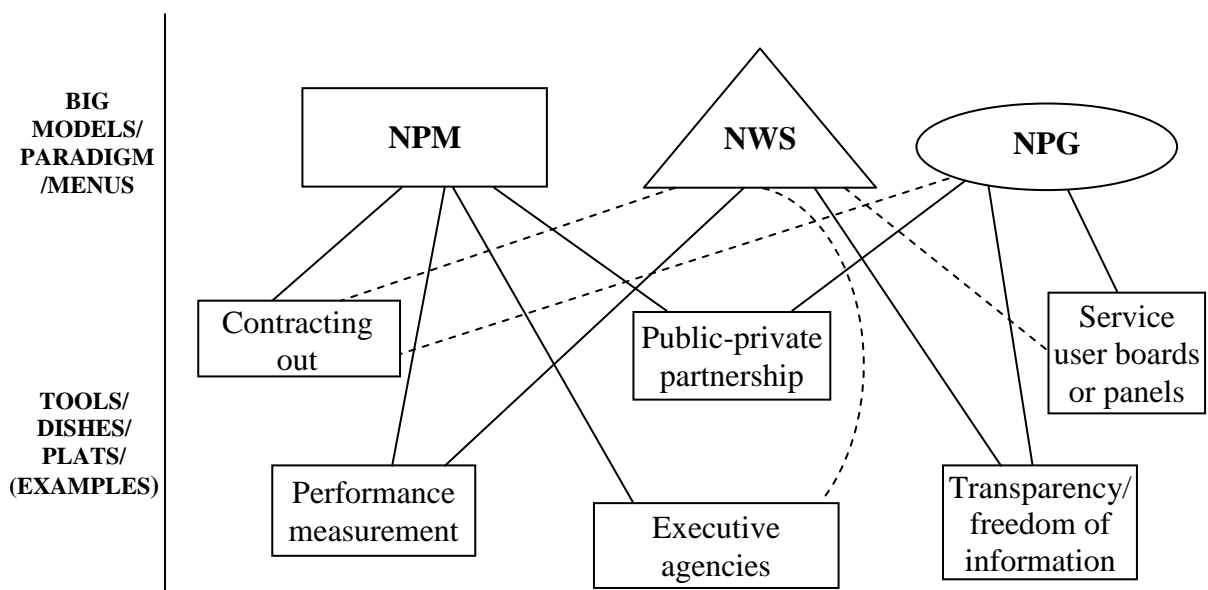 BIG
MODELS/
PARADIGM
/MENUS
NPM
NWS
NPG
Contracting
out
Public-private
partnership
Service
user boards
or panels
TOOLS/
DISHES/
PLATS/
(EXAMPLES)
Performance
measurement
Executive
agencies
Transparency/
freedom of
information